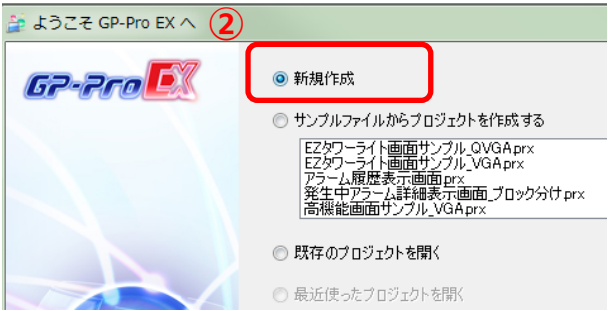 ようこそ GP-Pro EX へ ②
GP-Pro EX
新規作成
サンプルファイルからプロジェクトを作成する
EZタワーライト画面サンプル_QVGA.prx
EZタワーライト画面サンプル_VGA.prx
アラーム履歴表示画面.prx
発生中アラーム詳細表示画面_ブロック分け.prx
高機能画面サンプル_VGA.prx
既存のプロジェクトを開く
最近使ったプロジェクトを開く